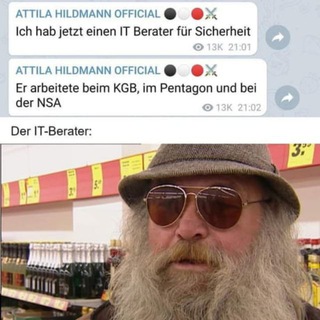 ATTILA HILDMANN OFFICIAL ⚫⚪🔴⚔️
Ich hab jetzt einen IT Berater für Sicherheit
13K 21:01
ATTILA HILDMANN OFFICIAL ⚫⚪🔴⚔️
Er arbeitete beim KGB, im Pentagon und bei
der NSA
13K 21:02
Der IT-Berater: